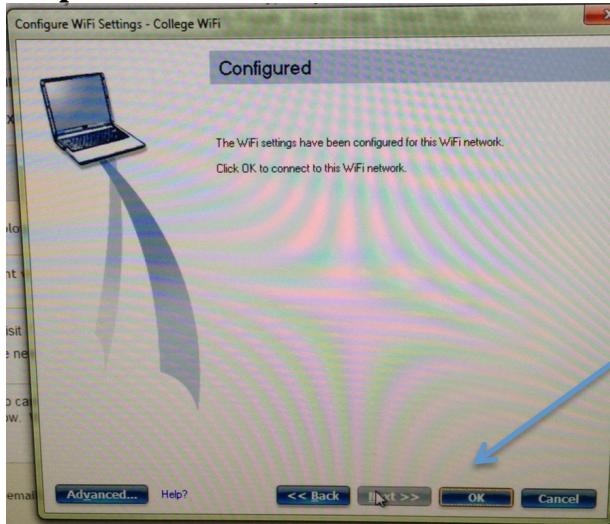 Configure WiFi Settings - College WiFi
Configured
The WiFi settings have been configured for this WiFi network.
Click OK to connect to this WiFi network.
Advanced...
Help?
<< Back
Next >>
OK
Cancel